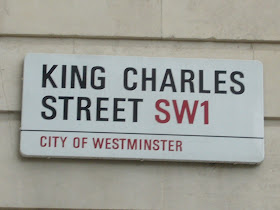 KING CHARLES
STREET SW1
CITY OF WESTMINSTER